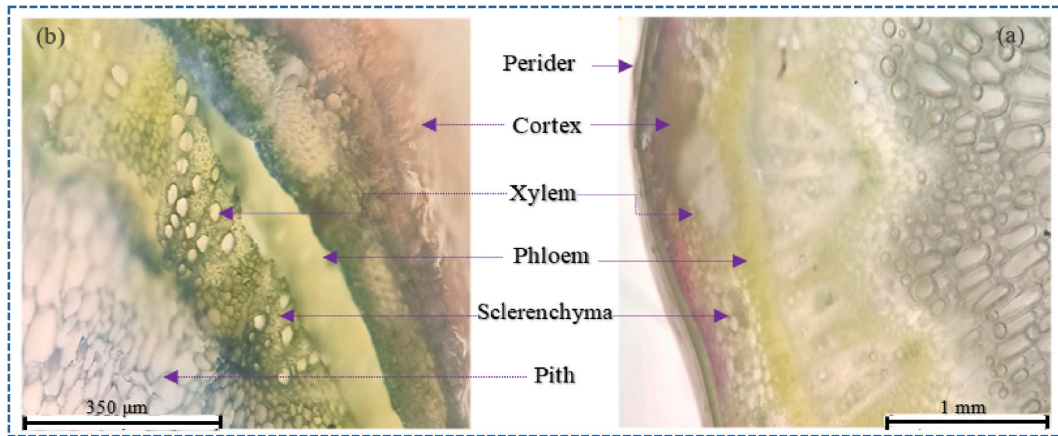 (b)
(a)
Perider
Cortex
Xylem
Phloem
Sclerenchyma
Pith
350 μm
1 mm